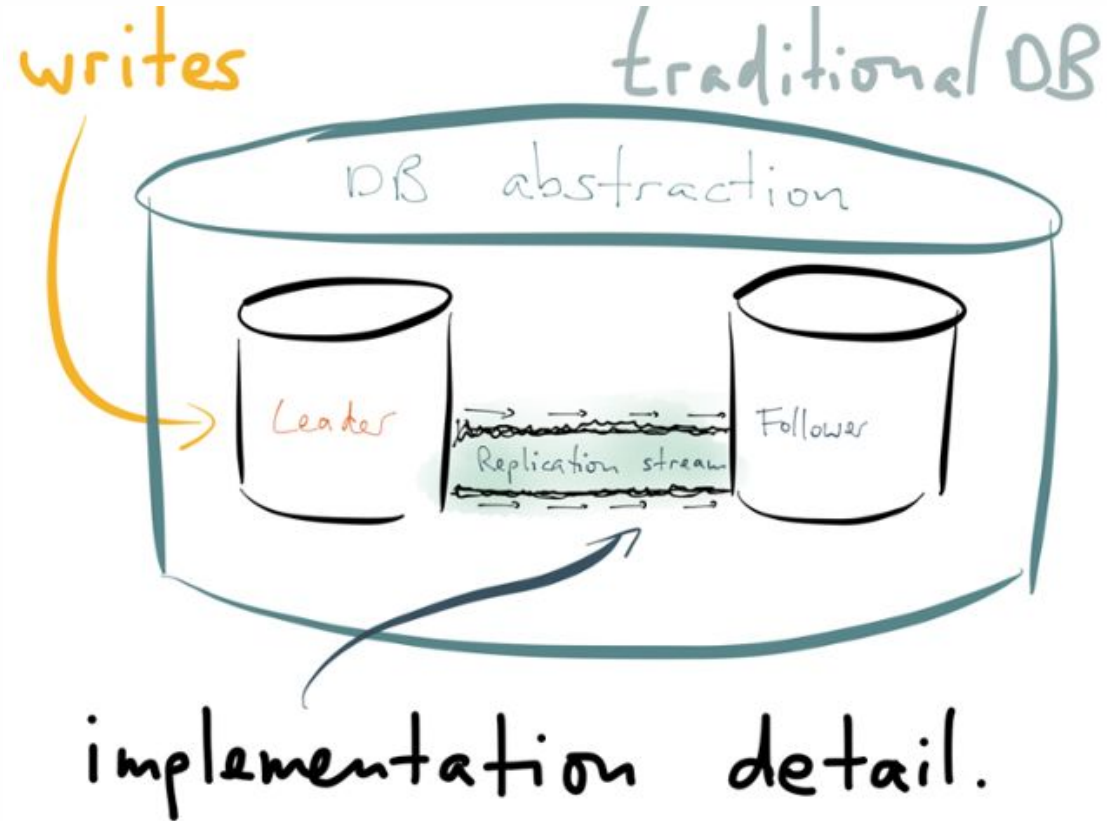 writes
traditional DB
DB abstraction
Leader
Follower
Replication stream
implementation detail.